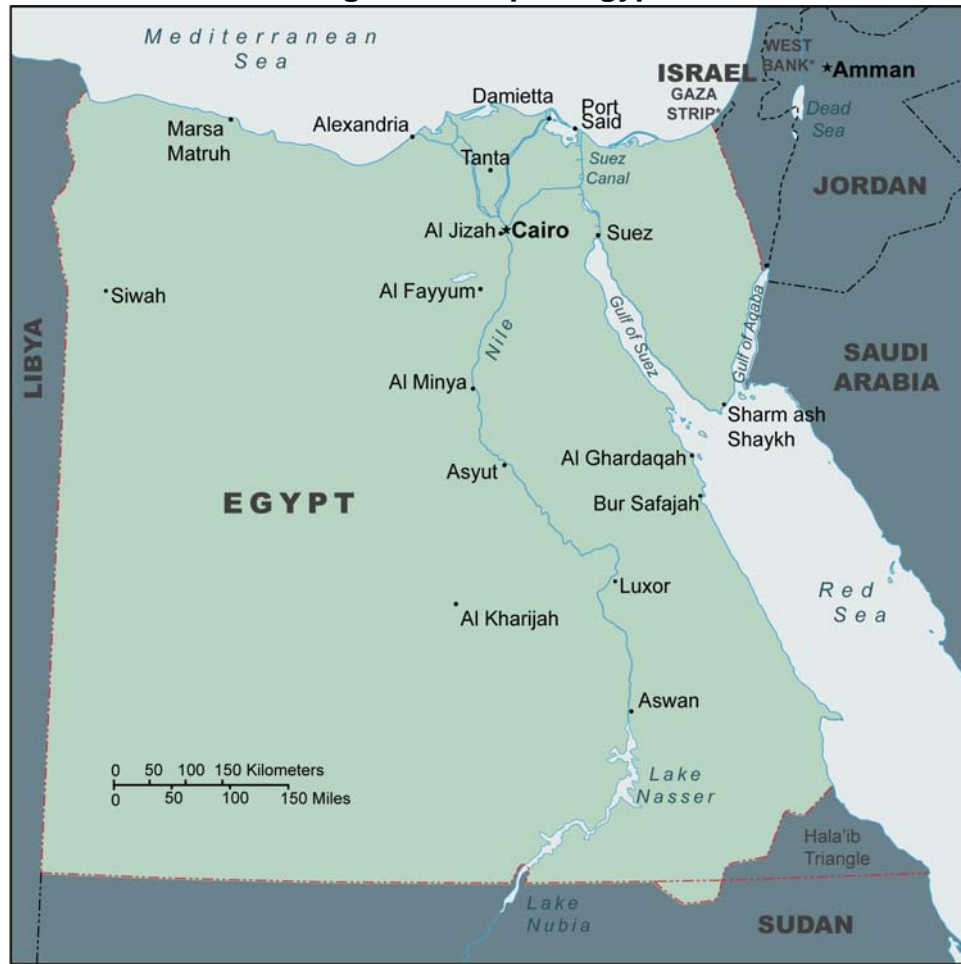 Mediterranean
Sea
WEST
BANK*
Amman
ISRAEL
GAZA
STRIP*
Dead
Sea
Damietta
Port
Said
Alexandria
Marsa
Matruh
Tanta
Suez
Canal
JORDAN
Al Jizah
Cairo
Suez
Siwah
Al Fayyum
Nile
Gulf of Suez
Gulf of Aqaba
LIBYA
SAUDI
ARABIA
Al Minya
Sharm ash
Shaykh
Al Ghardaqah
Asyut
EGYPT
Bur Safajah
Luxor
Red
Sea
Al Kharijah
Aswan
0 50 100 150 Kilometers
0 50 100 150 Miles
Lake
Nasser
Hala'ib
Triangle
Lake
Nubia
SUDAN